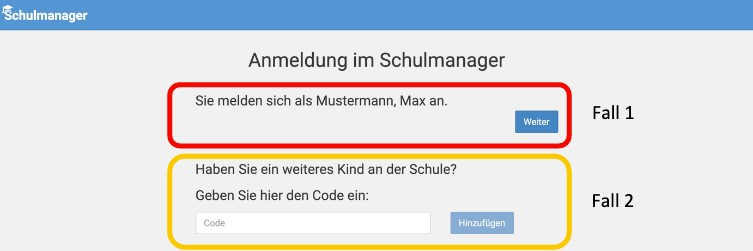 Schulmanager
Anmeldung im Schulmanager
Sie melden sich als Mustermann, Max an.
Weiter
Fall 1
Haben Sie ein weiteres Kind an der Schule?
Geben Sie hier den Code ein:
Fall 2
Code
Hinzufügen